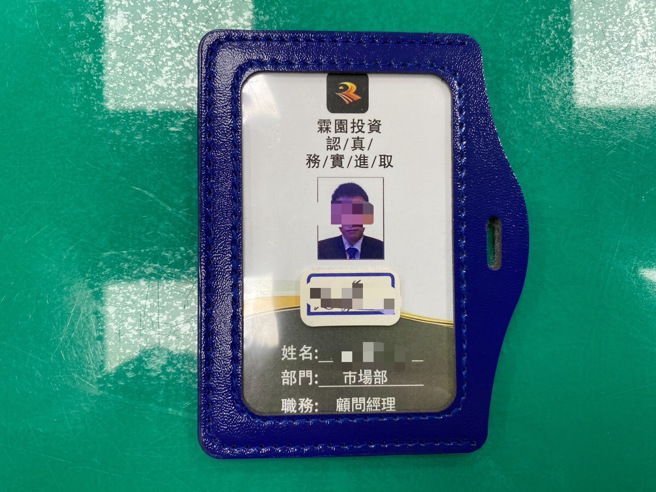 霖園投資
認/真/
務/實/進/取
姓名:
部門: 市場部
職務: 顧問經理